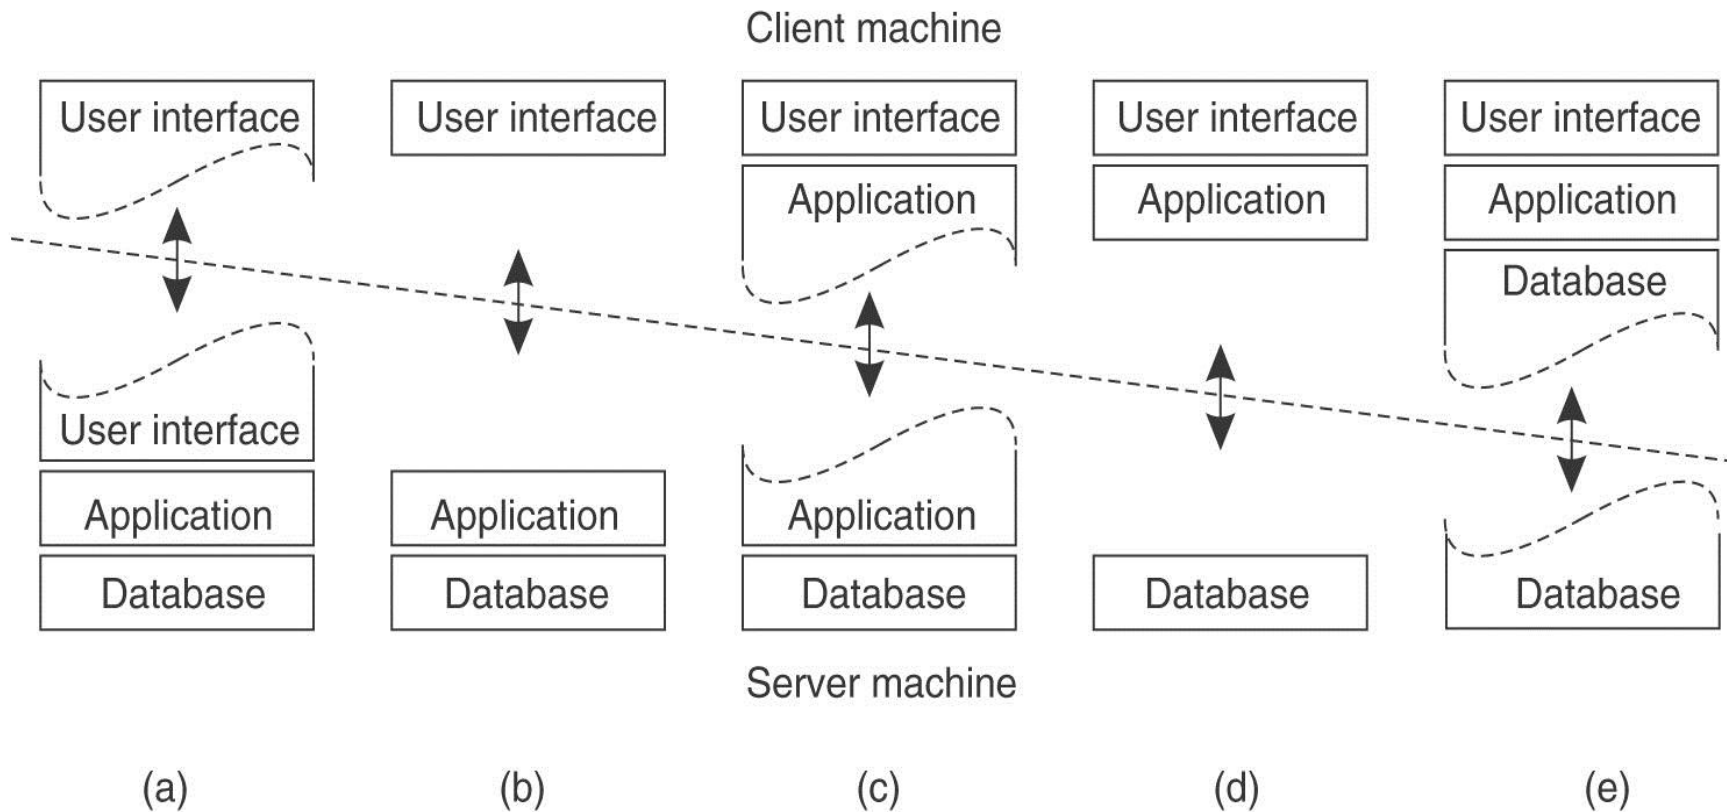 Client machine
User interface User interface User interface User interface User interface
Application Application Application
Database
User interface
Application Application Application
Database Database Database Database Database
Server machine
(a) (b) (c) (d) (e)